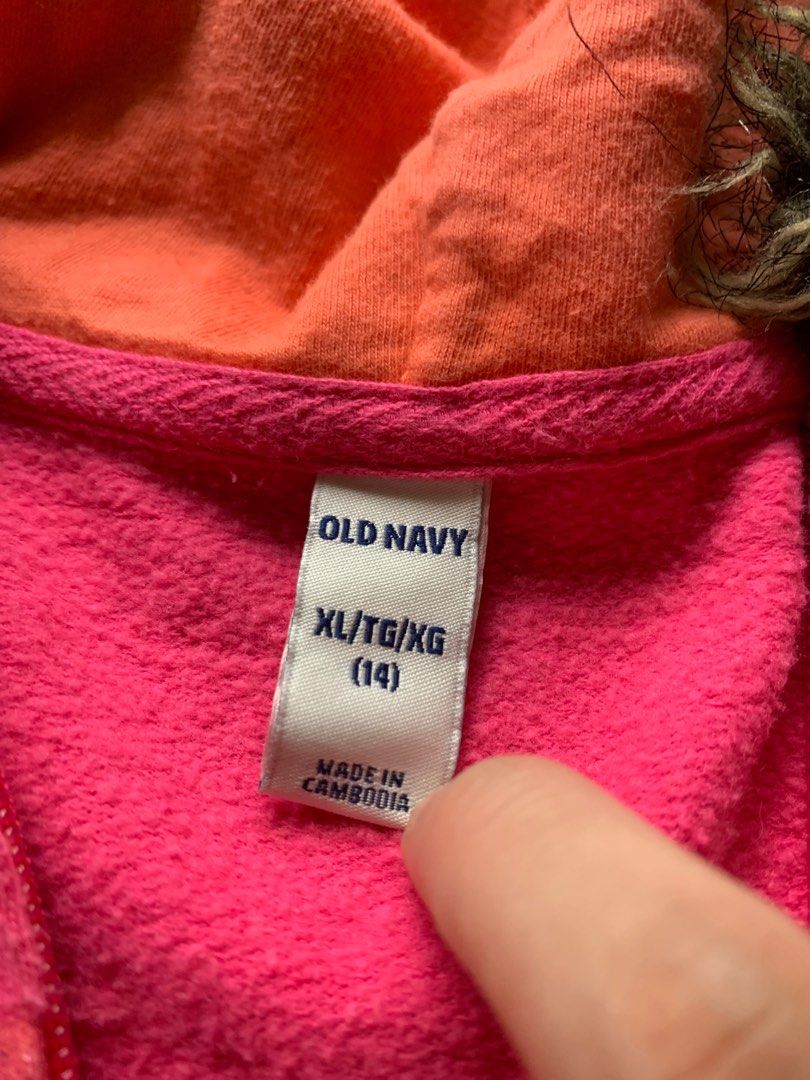 OLD NAVY
XL/TG/XG
(14)
MADE IN
CAMBODIA